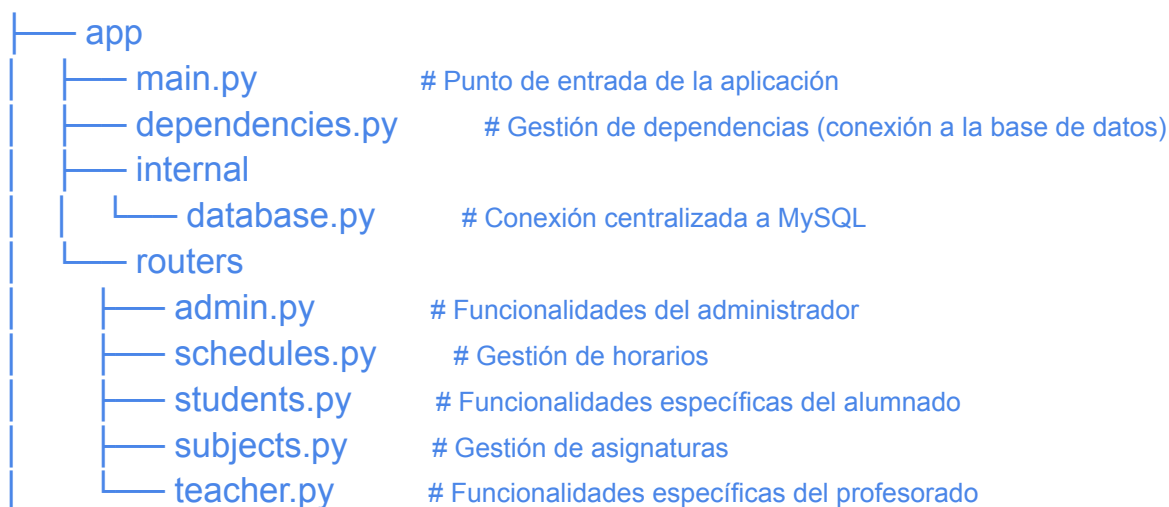 ├── app
│ ├── main.py # Punto de entrada de la aplicación
│ ├── dependencies.py # Gestión de dependencias (conexión a la base de datos)
│ ├── internal
│ │ └── database.py # Conexión centralizada a MySQL
│ └── routers
│ ├── admin.py # Funcionalidades del administrador
│ ├── schedules.py # Gestión de horarios
│ ├── students.py # Funcionalidades específicas del alumnado
│ ├── subjects.py # Gestión de asignaturas
│ └── teacher.py # Funcionalidades específicas del profesorado